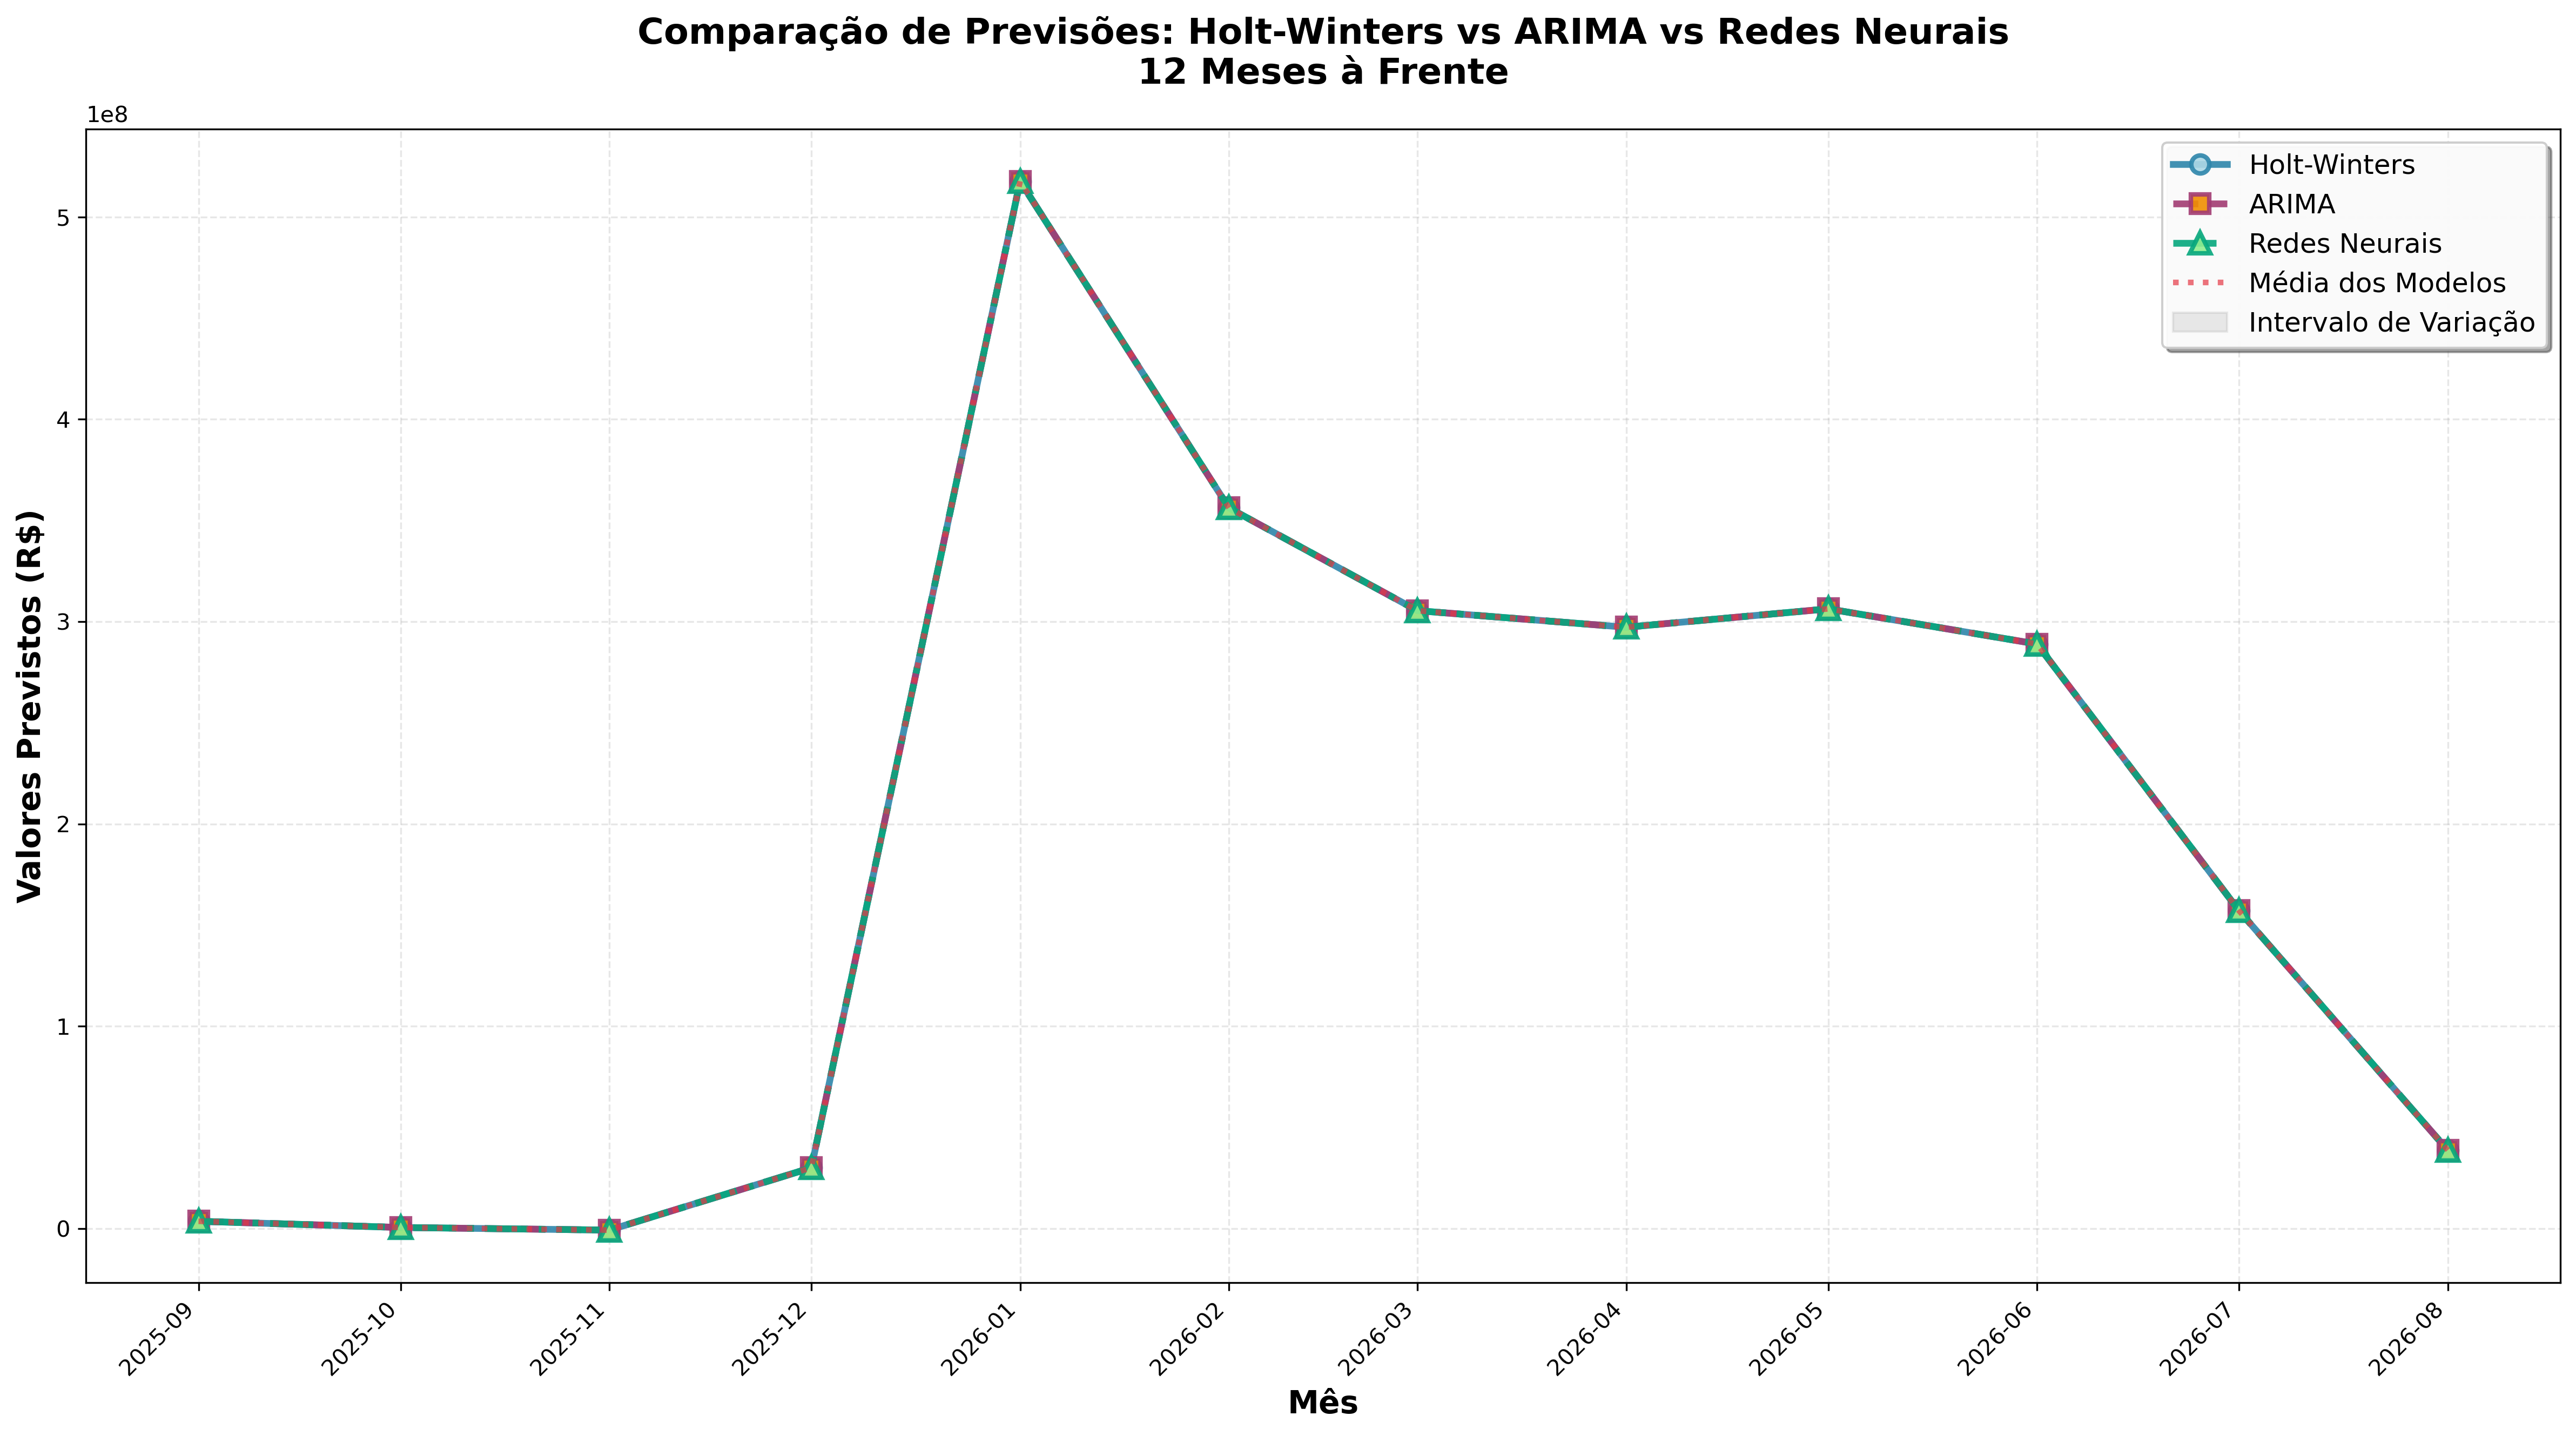 Comparação de Previsões: Holt-Winters vs ARIMA vs Redes Neurais
12 Meses à Frente
1e8
Holt-Winters
ARIMA
Redes Neurais
Média dos Modelos
Intervalo de Variação
Valores Previstos (R$)
5
4
3
2
1
0
2025-09
2025-10
2025-11
2025-12
2026-01
2026-02
2026-03
2026-04
2026-05
2026-06
2026-07
2026-08
Mês